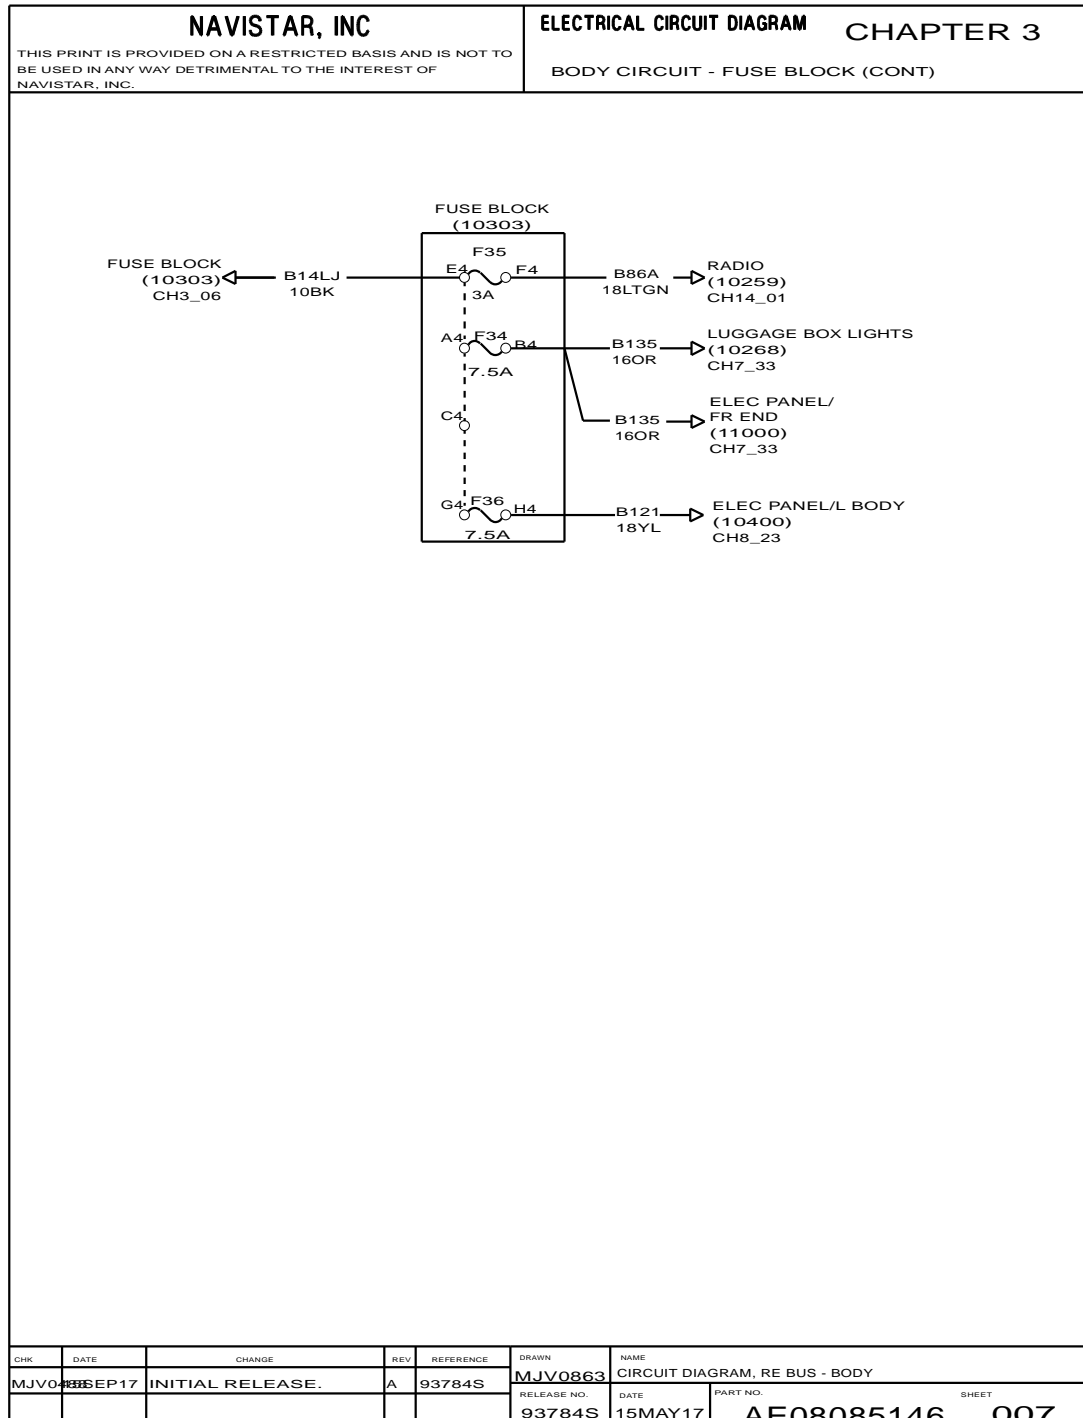 NAVISTAR, INC
THIS PRINT IS PROVIDED ON A RESTRICTED BASIS AND IS NOT TO
BE USED IN ANY WAY DETRIMENTAL TO THE INTEREST OF
NAVISTAR, INC.
ELECTRICAL CIRCUIT DIAGRAM
CHAPTER 3
BODY CIRCUIT - FUSE BLOCK (CONT)
FUSE BLOCK
(10303)
FUSE BLOCK
(10303)
CH3_06
B14LJ
10BK
F35
E4
F4
3A
B86A
18LTGN
RADIO
(10259)
CH14_01
A4
F34
B4
7.5A
B135
16OR
LUGGAGE BOX LIGHTS
(10268)
CH7_33
C4
B135
16OR
ELEC PANEL/
FR END
(11000)
CH7_33
G4
F36
H4
7.5A
B121
18YL
ELEC PANEL/L BODY
(10400)
CH8_23
CHK DATE CHANGE REV REFERENCE
INITIAL RELEASE. A 93784S
DRAWN
MJV0863
NAME
CIRCUIT DIAGRAM, RE BUS - BODY
RELEASE NO.
93784S
DATE
15MAY17
PART NO.
AE08085146
SHEET
007